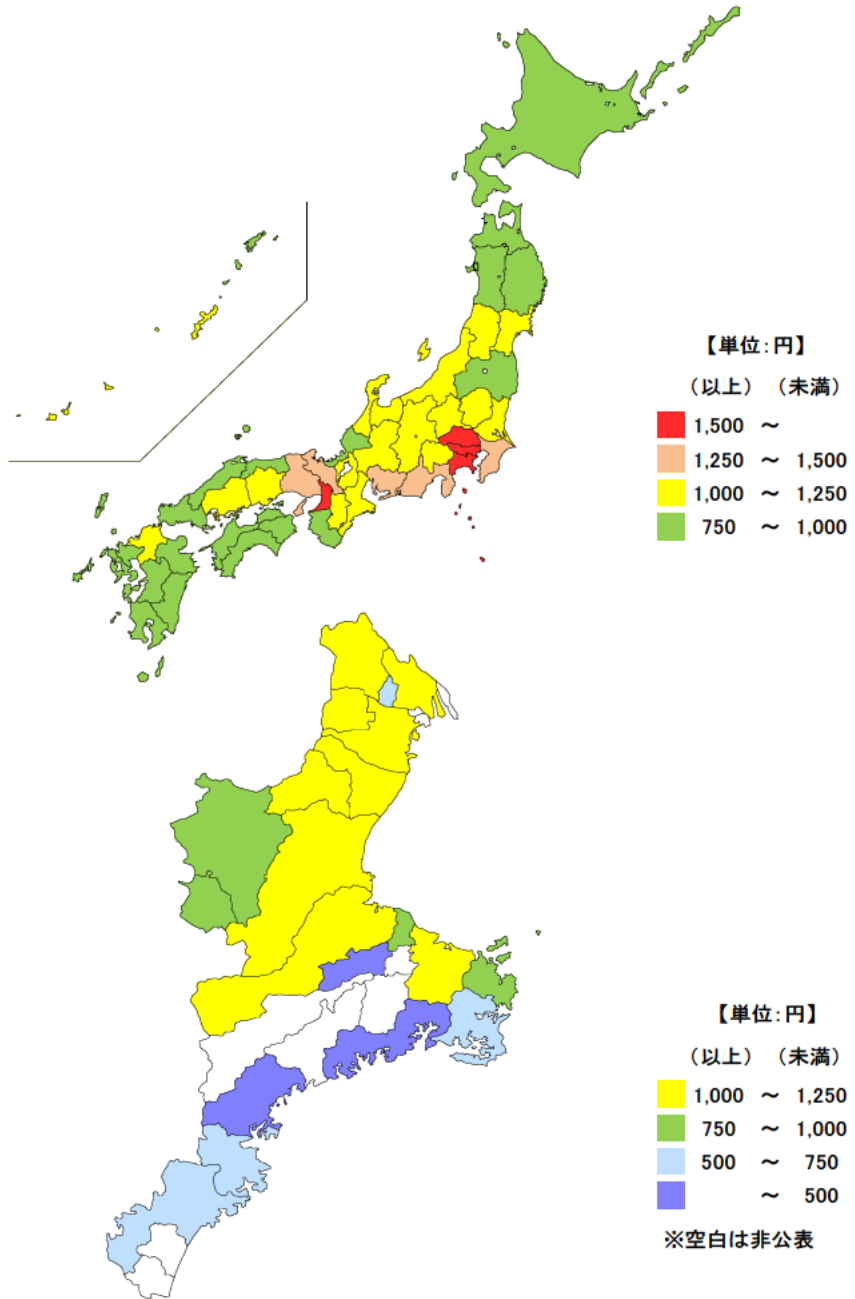 【単位:円】
（以上）（未満）
1,500 ～
1,250 ～ 1,500
1,000 ～ 1,250
750 ～ 1,000
【単位:円】
（以上）（未満）
1,000 ～ 1,250
750 ～ 1,000
500 ～ 750
～ 500
※空白は非公表